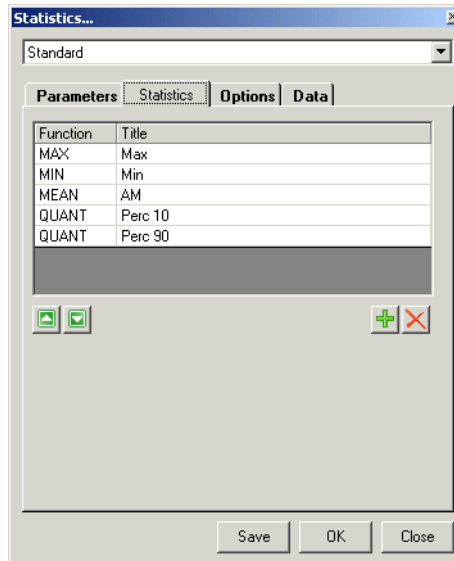 Statistics...
Standard
Parameters Statistics Options Data
Function Title
MAX Max
MIN Min
MEAN AM
QUANT Perc 10
QUANT Perc 90
Save OK Close